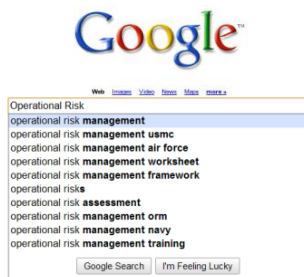 Google™
Web Images Video News Maps more »
Operational Risk
operational risk management
operational risk management usmc
operational risk management air force
operational risk management worksheet
operational risk management framework
operational risks
operational risk assessment
operational risk management orm
operational risk management navy
operational risk management training
Google Search I'm Feeling Lucky